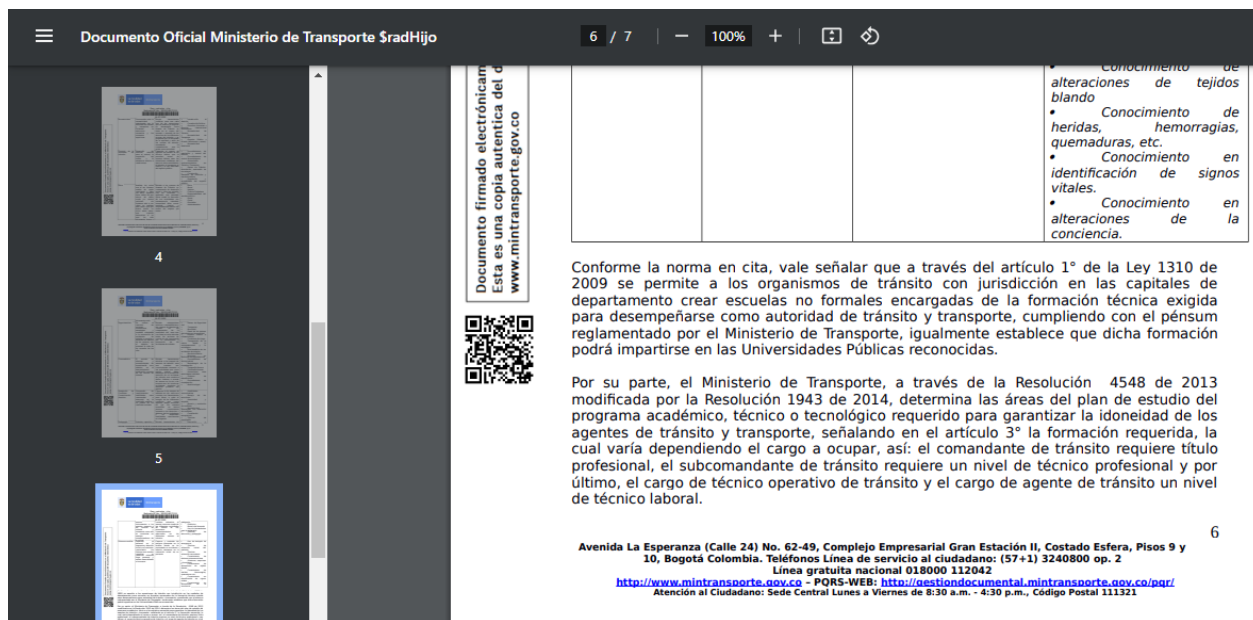 Documento Oficial Ministerio de Transporte $radHijo
6 / 7
100%
4
5
Documento firmado electrónicam
Esta es una copia autentica del d
www.mintransporte.gov.co
• Conocimiento de
alteraciones de tejidos
blando
• Conocimiento de
heridas, hemorragias,
quemaduras, etc.
• Conocimiento en
identificación de signos
vitales.
• Conocimiento en
alteraciones de la
conciencia.
Conforme la norma en cita, vale señalar que a través del artículo 1° de la Ley 1310 de
2009 se permite a los organismos de tránsito con jurisdicción en las capitales de
departamento crear escuelas no formales encargadas de la formación técnica exigida
para desempeñarse como autoridad de tránsito y transporte, cumpliendo con el pénsum
reglamentado por el Ministerio de Transporte, igualmente establece que dicha formación
podrá impartirse en las Universidades Públicas reconocidas.
Por su parte, el Ministerio de Transporte, a través de la Resolución 4548 de 2013
modificada por la Resolución 1943 de 2014, determina las áreas del plan de estudio del
programa académico, técnico o tecnológico requerido para garantizar la idoneidad de los
agentes de tránsito y transporte, señalando en el artículo 3° la formación requerida, la
cual varía dependiendo el cargo a ocupar, así: el comandante de tránsito requiere título
profesional, el subcomandante de tránsito requiere un nivel de técnico profesional y por
último, el cargo de técnico operativo de tránsito y el cargo de agente de tránsito un nivel
de técnico laboral.
6
Avenida La Esperanza (Calle 24) No. 62-49, Complejo Empresarial Gran Estación II, Costado Esfera, Pisos 9 y
10, Bogotá Colombia. Teléfonos Línea de servicio al ciudadano: (57+1) 3240800 op. 2
Línea gratuita nacional 018000 112042
http://www.mintransporte.gov.co – PQRS-WEB: http://gestiondocumental.mintransporte.gov.co/pqr/
Atención al Ciudadano: Sede Central Lunes a Viernes de 8:30 a.m. - 4:30 p.m., Código Postal 111321